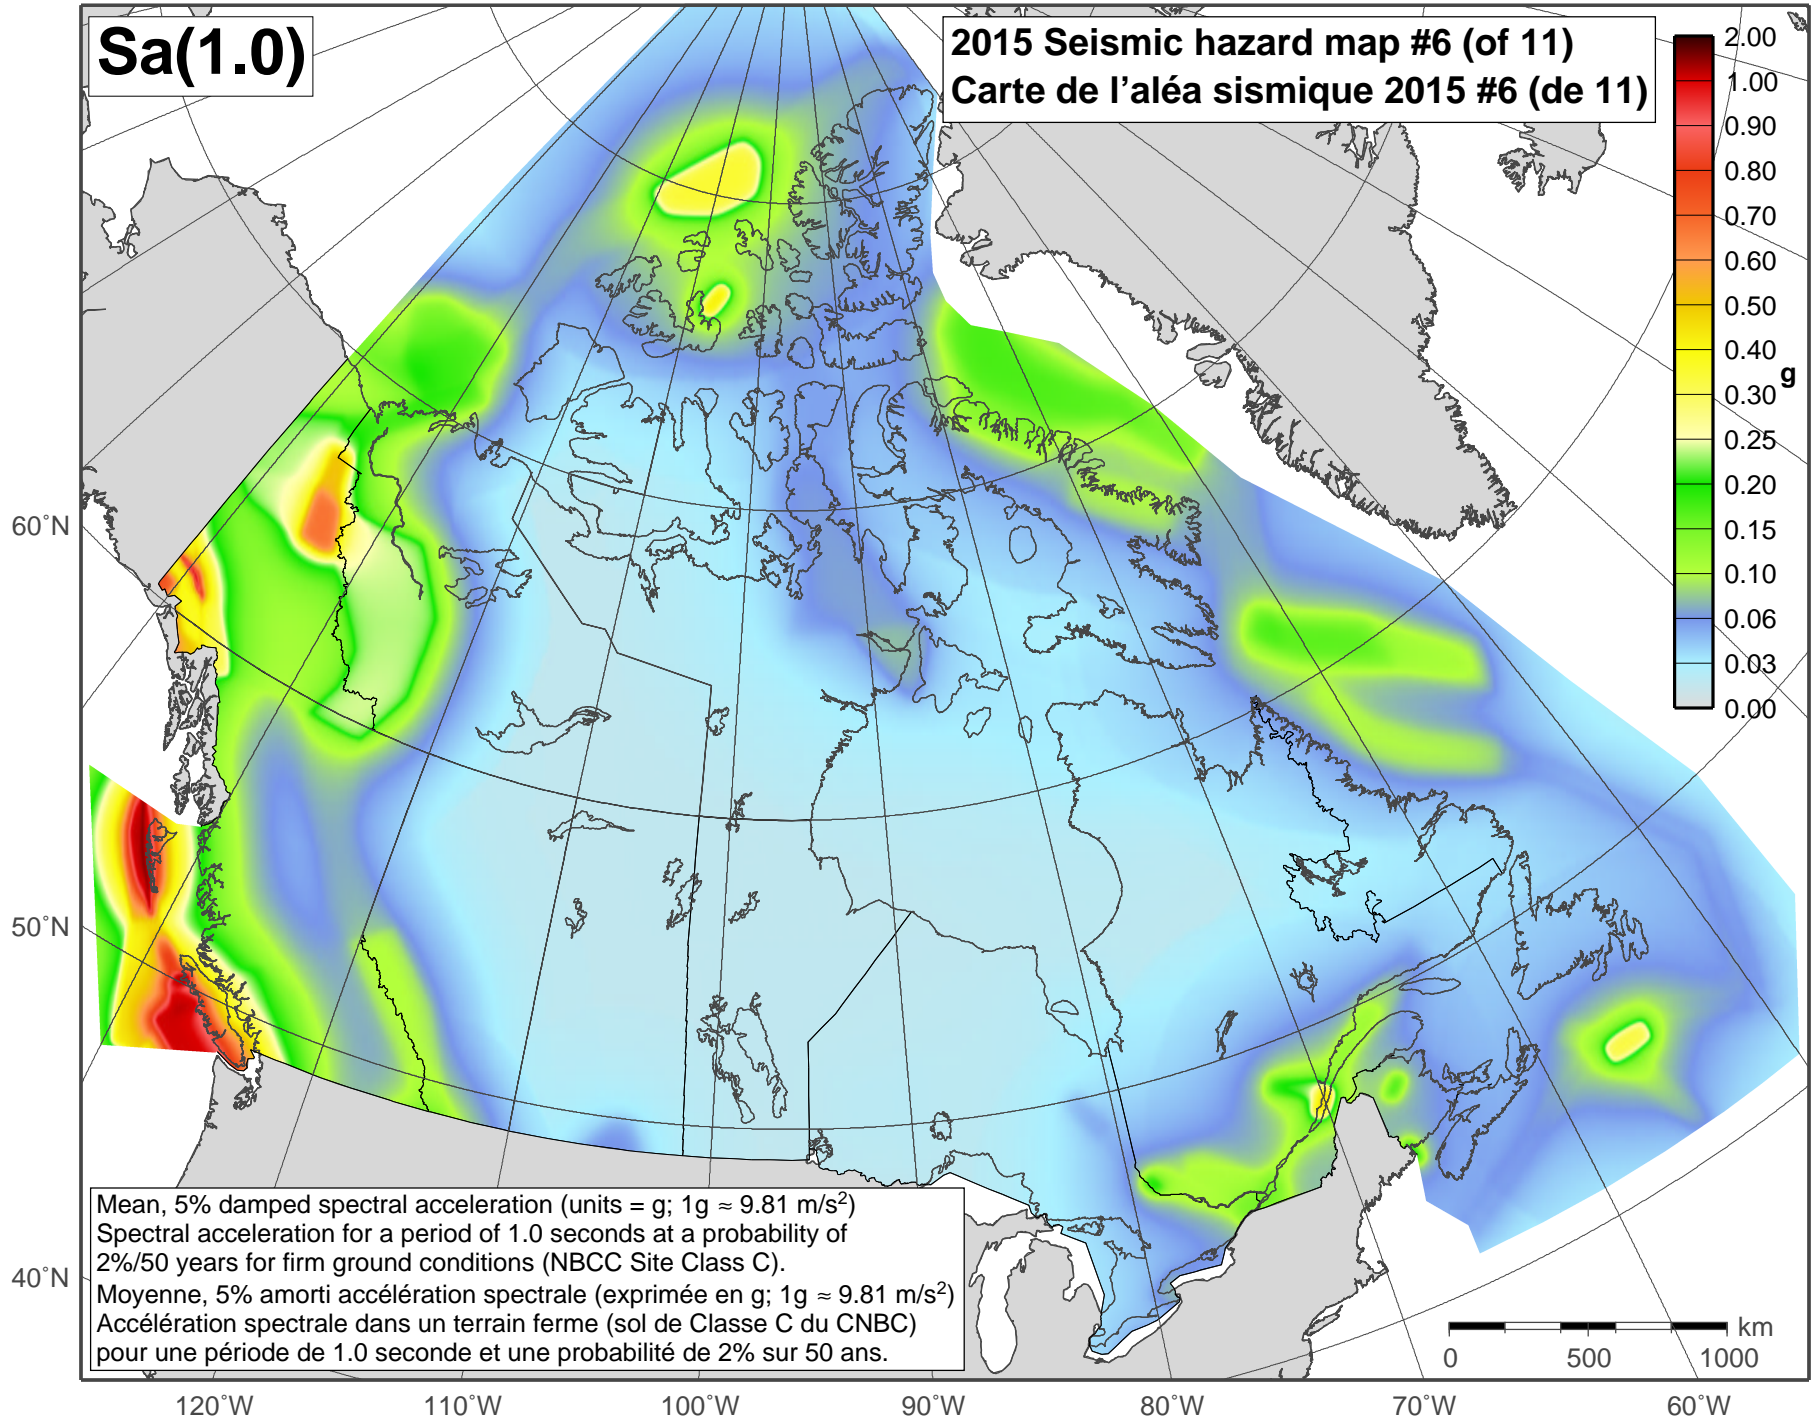 Sa(1.0)
2015 Seismic hazard map #6 (of 11)
Carte de l'aléa sismique 2015 #6 (de 11)
2.00
1.00
0.90
0.80
0.70
0.60
0.50
0.40
g
0.30
0.25
0.20
0.15
0.10
0.06
0.03
0.00
60°N
50°N
40°N
Mean, 5% damped spectral acceleration (units = g; 1g ≈ 9.81 m/s²)
Spectral acceleration for a period of 1.0 seconds at a probability of
2%/50 years for firm ground conditions (NBCC Site Class C).
Moyenne, 5% amorti accélération spectrale (exprimée en g; 1g ≈ 9.81 m/s²)
Accélération spectrale dans un terrain ferme (sol de Classe C du CNBC)
pour une période de 1.0 seconde et une probabilité de 2% sur 50 ans.
km
0 500 1000
120°W 110°W 100°W 90°W 80°W 70°W 60°W